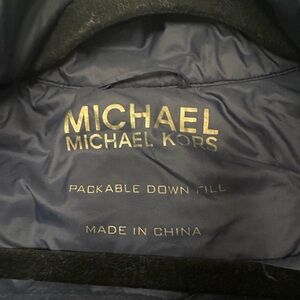 MICHAEL
MICHAEL KORS
PACKABLE DOWN FILL
MADE IN CHINA